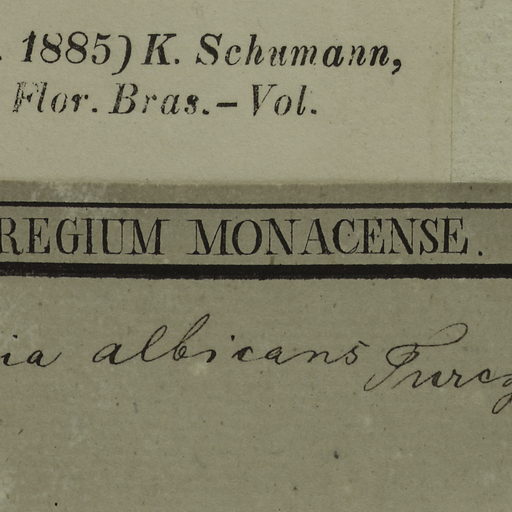 . 1885) K. Schumann,
Flor. Bras. – Vol.
REGIUM MONACENSE.
ia albicans Turcz